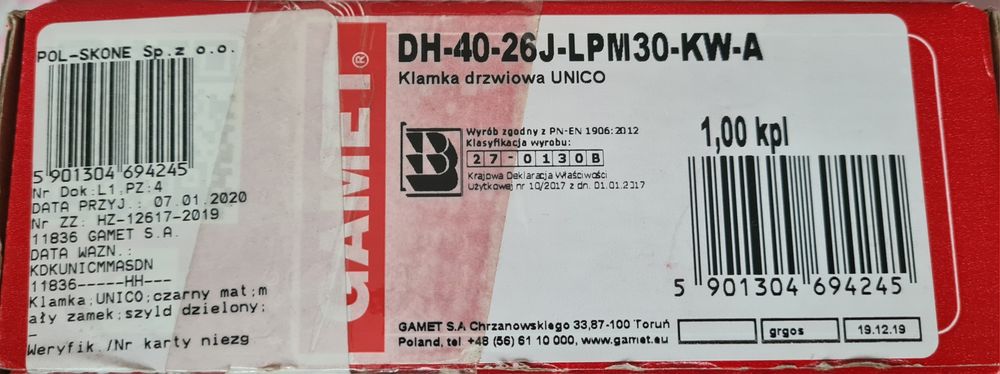 POL-SKONE Sp.z o.o.
5 901304 694245
Nr Dok:L1,PZ:4
DATA PRZYJ.: 07.01.2020
Nr ZZ: HZ-12617-2019
11836 GAMET S.A.
DATA WAZN.:
KDKUNICMMASDN
11836-----HH---
Klamka;UNICO;czarny mat;m
ały zamek;szyld dzielony;
-
Weryfik./Nr karty niezg
GAMET®
DH-40-26J-LPM30-KW-A
Klamka drzwiowa UNICO
B
Wyrób zgodny z PN-EN 1906:2012
Klasyfikacja wyrobu:
27-0130B
Krajowa Deklaracja Właściwości
Użytkowej nr 10/2017 z dn. 01.01.2017
1,00 kpl
5 901304 694245
GAMET S.A Chrzanowskiego 33,87-100 Toruń
Poland, tel +48 (56) 61 10 000, www.gamet.eu
grgos
19.12.19